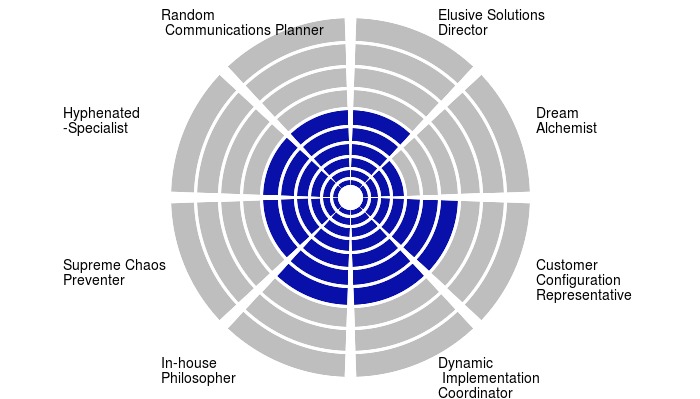 Random
Communications Planner
Elusive Solutions
Director
Hyphenated
-Specialist
Dream
Alchemist
Supreme Chaos
Preventer
Customer
Configuration
Representative
In-house
Philosopher
Dynamic
Implementation
Coordinator